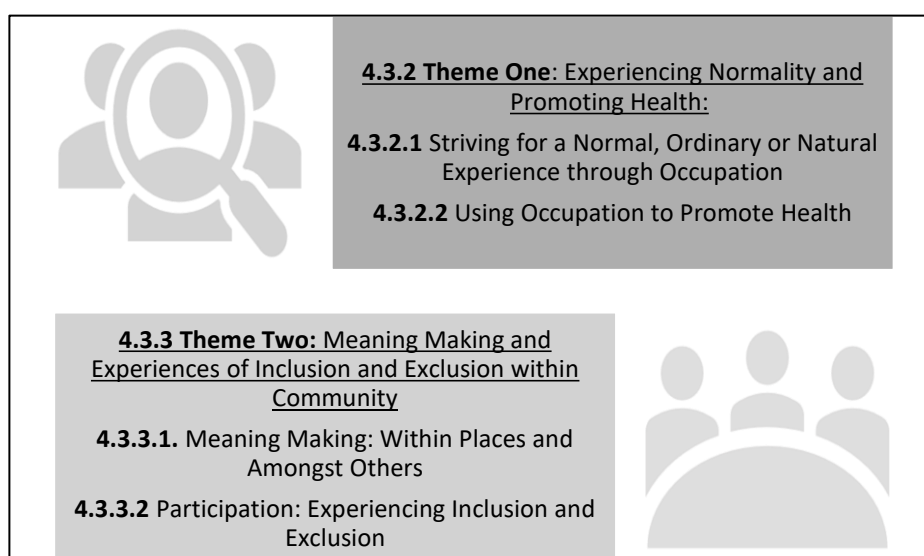 4.3.2 Theme One: Experiencing Normality and
Promoting Health:
4.3.2.1 Striving for a Normal, Ordinary or Natural
Experience through Occupation
4.3.2.2 Using Occupation to Promote Health
4.3.3 Theme Two: Meaning Making and
Experiences of Inclusion and Exclusion within
Community
4.3.3.1. Meaning Making: Within Places and
Amongst Others
4.3.3.2 Participation: Experiencing Inclusion and
Exclusion